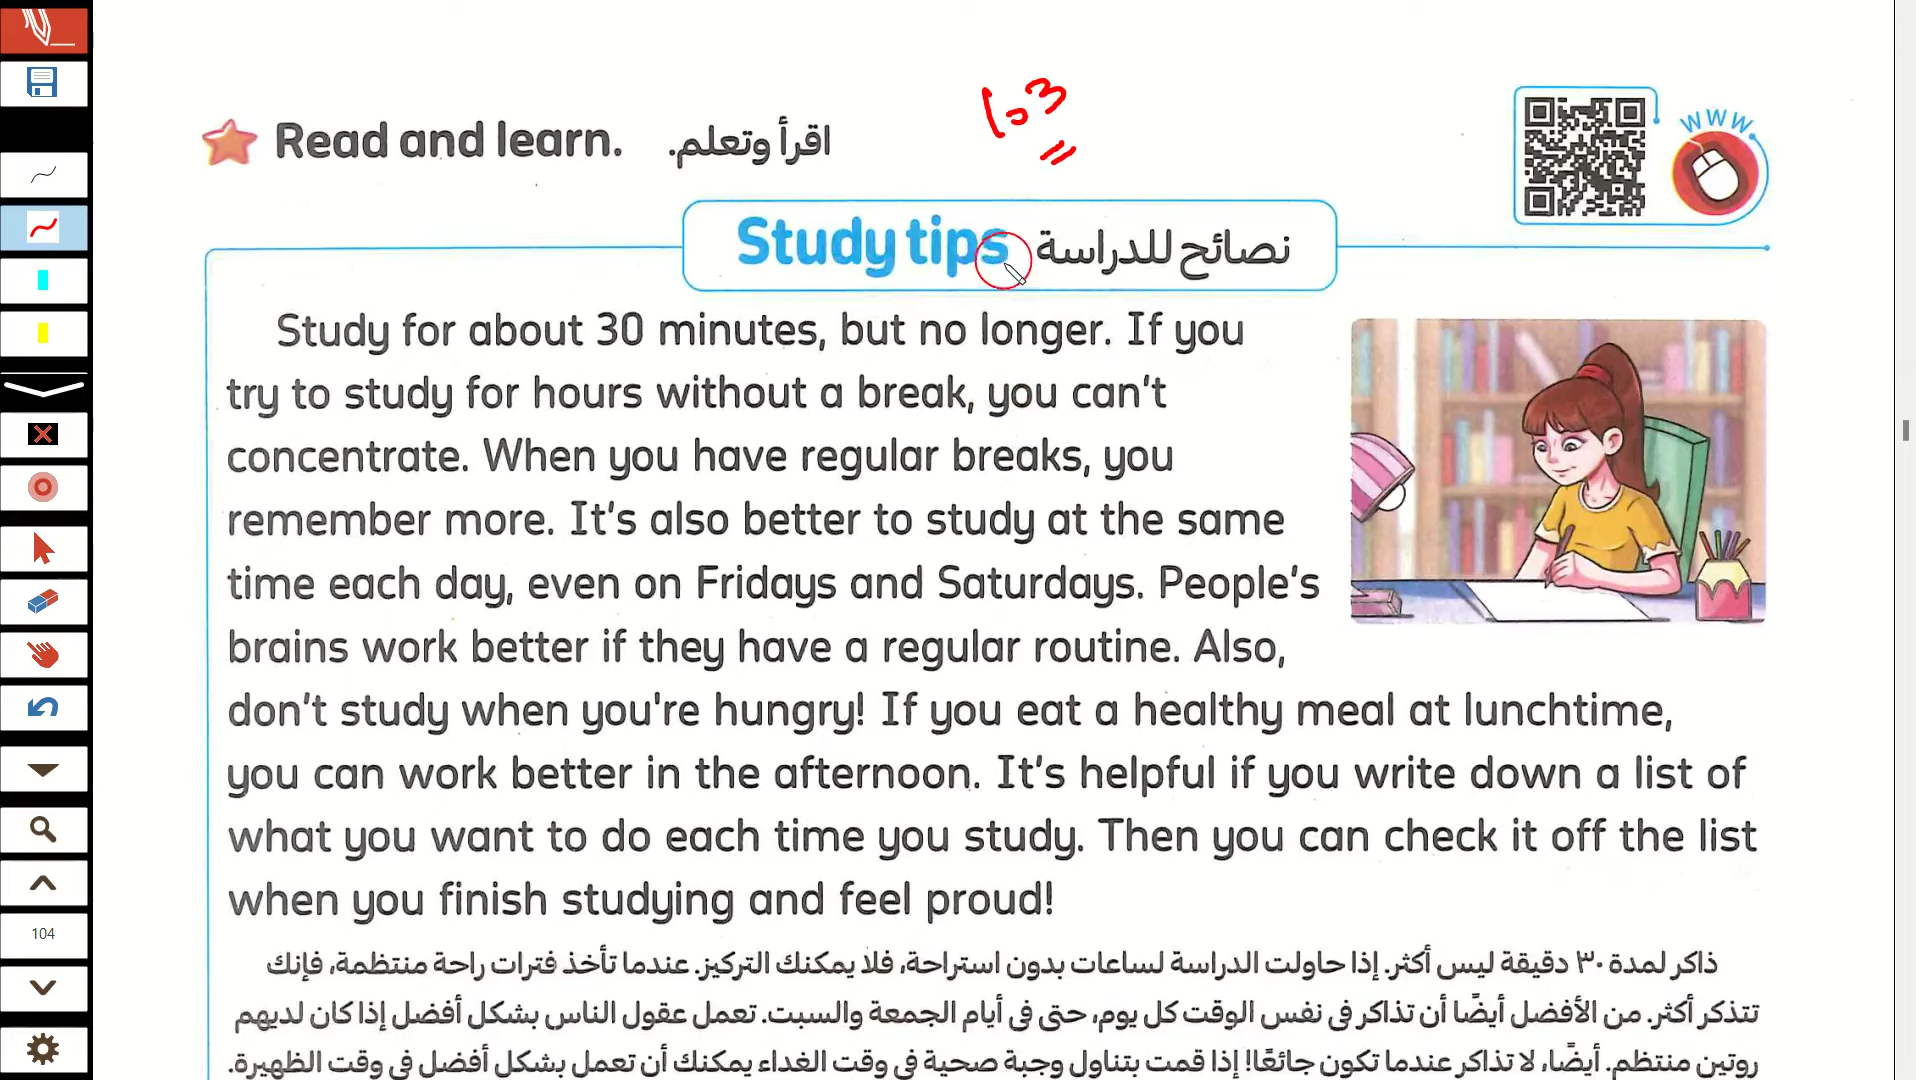 103
Read and learn. اقرأ وتعلم.
WWW
Study tips نصائح للدراسة
Study for about 30 minutes, but no longer. If you
try to study for hours without a break, you can't
concentrate. When you have regular breaks, you
remember more. It's also better to study at the same
time each day, even on Fridays and Saturdays. People's
brains work better if they have a regular routine. Also,
don't study when you're hungry! If you eat a healthy meal at lunchtime,
you can work better in the afternoon. It's helpful if you write down a list of
what you want to do each time you study. Then you can check it off the list
when you finish studying and feel proud!
ذاكر لمدة ٣٠ دقيقة ليس أكثر. إذا حاولت الدراسة لساعات بدون استراحة، فلا يمكنك التركيز. عندما تأخذ فترات راحة منتظمة، فإنك
تتذكر أكثر. من الأفضل أيضًا أن تذاكر فى نفس الوقت كل يوم، حتى فى أيام الجمعة والسبت. تعمل عقول الناس بشكل أفضل إذا كان لديهم
روتين منتظم. أيضًا، لا تذاكر عندما تكون جائعًا! إذا قمت بتناول وجبة صحية فى وقت الغداء يمكنك أن تعمل بشكل أفضل فى وقت الظهيرة.
104